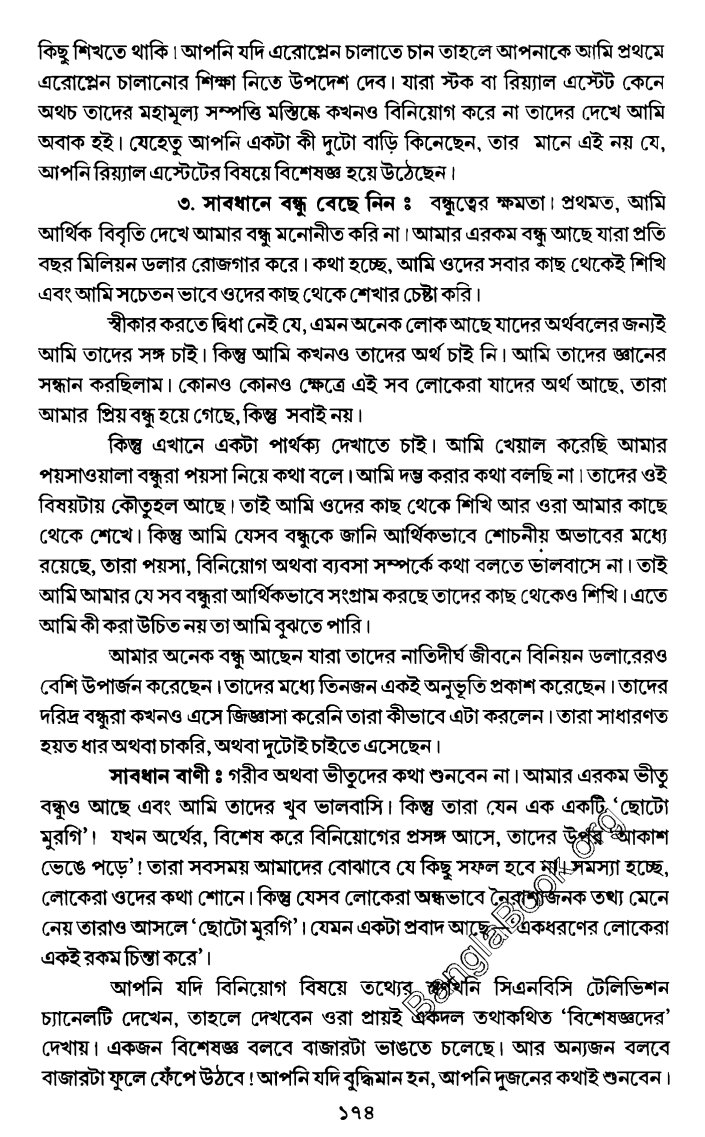 কিছু শিখতে থাকি। আপনি যদি এরোপ্লেন চালাতে চান তাহলে আপনাকে আমি প্রথমে
এরোপ্লেন চালানোর শিক্ষা নিতে উপদেশ দেব। যারা স্টক বা রিয়্যাল এস্টেট কেনে
অথচ তাদের মহামূল্য সম্পত্তি মস্তিষ্কে কখনও বিনিয়োগ করে না তাদের দেখে আমি
অবাক হই। যেহেতু আপনি একটা কী দুটো বাড়ি কিনেছেন, তার মানে এই নয় যে,
আপনি রিয়্যাল এস্টেটের বিষয়ে বিশেষজ্ঞ হয়ে উঠেছেন।
৩. সাবধানে বন্ধু বেছে নিন ঃ বন্ধুত্বের ক্ষমতা। প্রথমত, আমি
আর্থিক বিবৃতি দেখে আমার বন্ধু মনোনীত করি না। আমার এরকম বন্ধু আছে যারা প্রতি
বছর মিলিয়ন ডলার রোজগার করে। কথা হচ্ছে, আমি ওদের সবার কাছ থেকেই শিখি
এবং আমি সচেতন ভাবে ওদের কাছ থেকে শেখার চেষ্টা করি।
স্বীকার করতে দ্বিধা নেই যে, এমন অনেক লোক আছে যাদের অর্থবলের জন্যই
আমি তাদের সঙ্গ চাই। কিন্তু আমি কখনও তাদের অর্থ চাই নি। আমি তাদের জ্ঞানের
সন্ধান করছিলাম। কোনও কোনও ক্ষেত্রে এই সব লোকেরা যাদের অর্থ আছে, তারা
আমার প্রিয় বন্ধু হয়ে গেছে, কিন্তু সবাই নয়।
কিন্তু এখানে একটা পার্থক্য দেখাতে চাই। আমি খেয়াল করেছি আমার
পয়সাওয়ালা বন্ধুরা পয়সা নিয়ে কথা বলে। আমি দম্ভ করার কথা বলছি না। তাদের ওই
বিষয়টায় কৌতুহল আছে। তাই আমি ওদের কাছ থেকে শিখি আর ওরা আমার কাছে
থেকে শেখে। কিন্তু আমি যেসব বন্ধুকে জানি আর্থিকভাবে শোচনীয় অভাবের মধ্যে
রয়েছে, তারা পয়সা, বিনিয়োগ অথবা ব্যবসা সম্পর্কে কথা বলতে ভালবাসে না। তাই
আমি আমার যে সব বন্ধুরা আর্থিকভাবে সংগ্রাম করছে তাদের কাছ থেকেও শিখি। এতে
আমি কী করা উচিত নয় তা আমি বুঝতে পারি।
আমার অনেক বন্ধু আছেন যারা তাদের নাতিদীর্ঘ জীবনে বিনিয়ন ডলারেরও
বেশি উপার্জন করেছেন। তাদের মধ্যে তিনজন একই অনুভূতি প্রকাশ করেছেন। তাদের
দরিদ্র বন্ধুরা কখনও এসে জিজ্ঞাসা করেনি তারা কীভাবে এটা করলেন। তারা সাধারণত
হয়ত ধার অথবা চাকরি, অথবা দুটোই চাইতে এসেছেন।
সাবধান বাণী ঃ গরীব অথবা ভীতুদের কথা শুনবেন না। আমার এরকম ভীতু
বন্ধুও আছে এবং আমি তাদের খুব ভালবাসি। কিন্তু তারা যেন এক একটি ‘ছোটো
মুরগি’। যখন অর্থের, বিশেষ করে বিনিয়োগের প্রসঙ্গ আসে, তাদের উপর ‘আকাশ
ভেঙে পড়ে’! তারা সবসময় আমাদের বোঝাবে যে কিছু সফল হবে না। সমস্যা হচ্ছে,
লোকেরা ওদের কথা শোনে। কিন্তু যেসব লোকেরা অন্ধভাবে নৈরাশ্যজনক তথ্য মেনে
নেয় তারাও আসলে ‘ছোটো মুরগি’। যেমন একটা প্রবাদ আছে— ‘একধরণের লোকেরা
একই রকম চিন্তা করে’।
আপনি যদি বিনিয়োগ বিষয়ে তথ্যের খনি সিএনবিসি টেলিভিশন
চ্যানেলটি দেখেন, তাহলে দেখবেন ওরা প্রায়ই একদল তথাকথিত ‘বিশেষজ্ঞদের’
দেখায়। একজন বিশেষজ্ঞ বলবে বাজারটা ভাঙতে চলেছে। আর অন্যজন বলবে
বাজারটা ফুলে ফেঁপে উঠবে! আপনি যদি বুদ্ধিমান হন, আপনি দুজনের কথাই শুনবেন।
১৭৪
BanglaBook.org